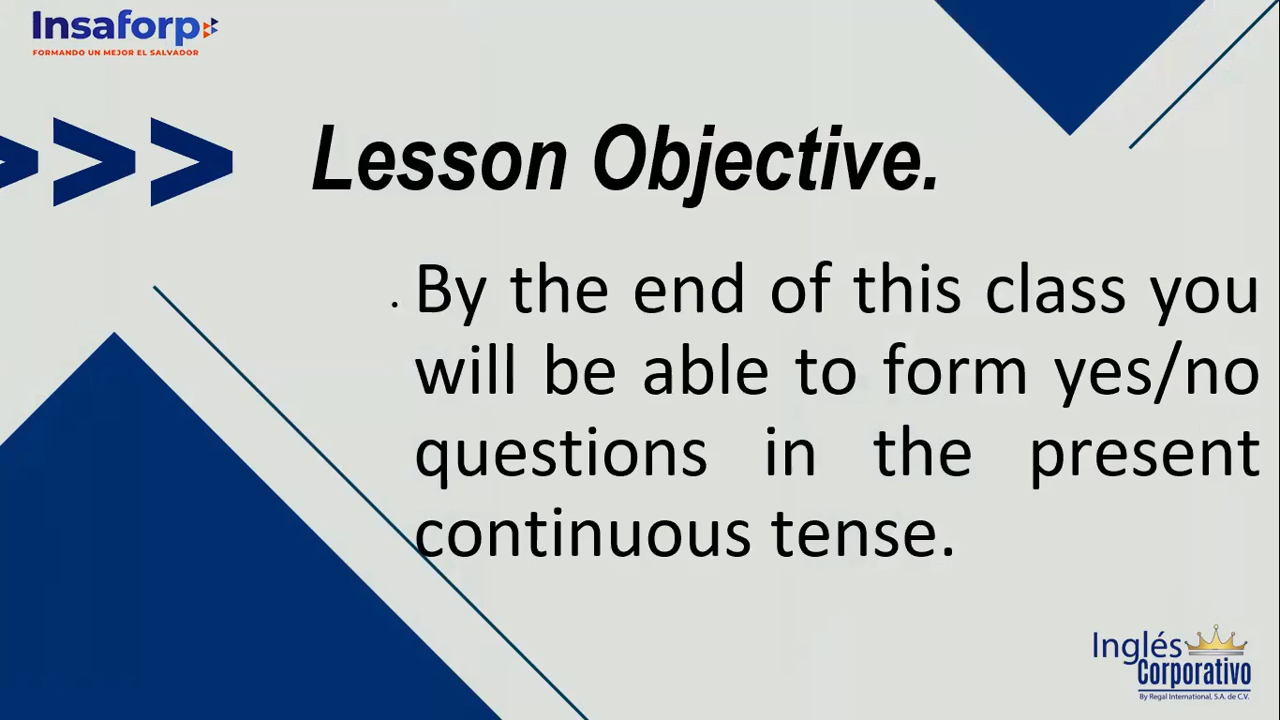 Insaforp
FORMANDO UN MEJOR EL SALVADOR
>>>
Lesson Objective.
. By the end of this class you
will be able to form yes/no
questions in the present
continuous tense.
Inglés
Corporativo
By Regal International, S.A. de C.V.